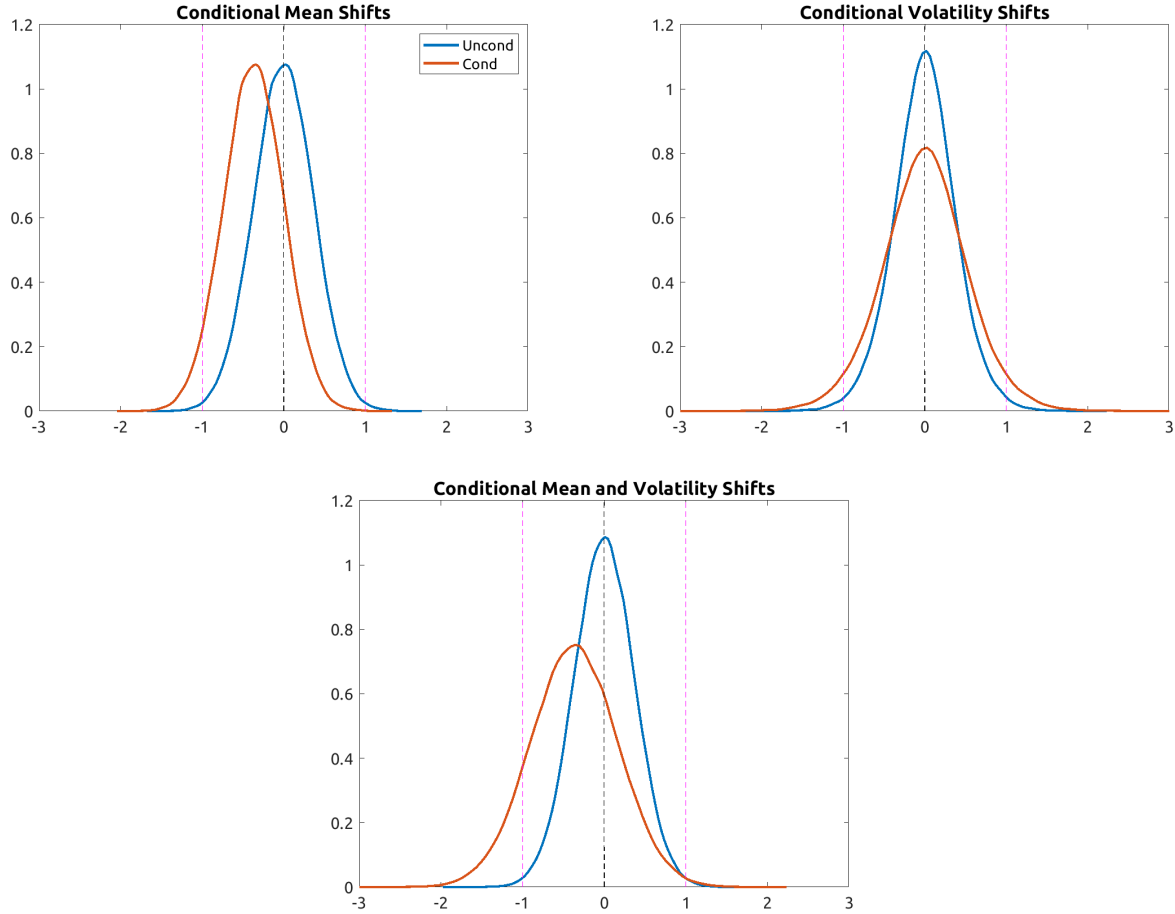 Conditional Mean Shifts
1.2
1
0.8
0.6
0.4
0.2
0
-3 -2 -1 0 1 2 3
Uncond
Cond
Conditional Volatility Shifts
1.2
1
0.8
0.6
0.4
0.2
0
-3 -2 -1 0 1 2 3
Conditional Mean and Volatility Shifts
1.2
1
0.8
0.6
0.4
0.2
0
-3 -2 -1 0 1 2 3